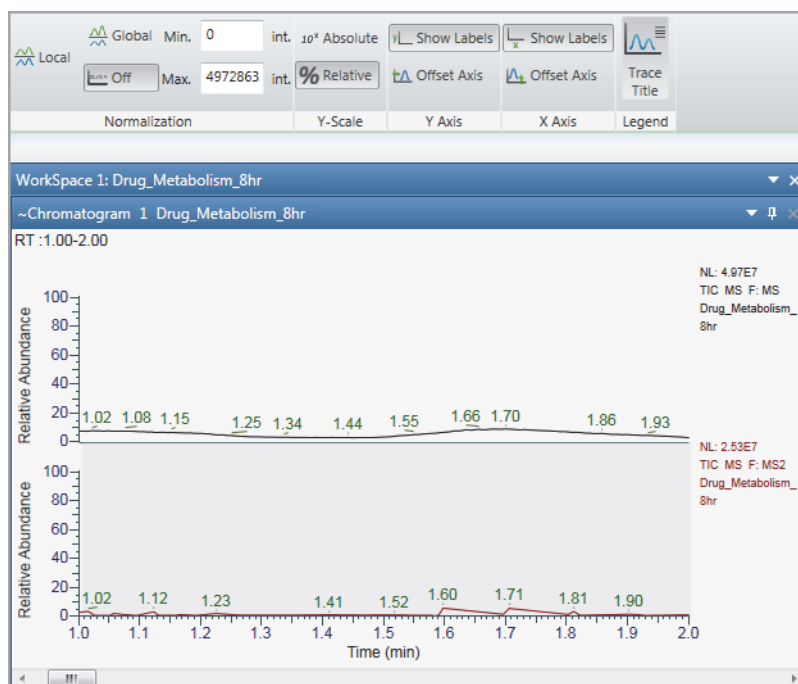 Local
Global
Off
Min. 0 int.
Max. 4972863 int.
Normalization
10ˣ Absolute
% Relative
Y-Scale
y Show Labels
Offset Axis
Y Axis
x Show Labels
Offset Axis
X Axis
Trace
Title
Legend
WorkSpace 1: Drug_Metabolism_8hr
~Chromatogram 1 Drug_Metabolism_8hr
RT :1.00-2.00
NL: 4.97E7
TIC MS F: MS
Drug_Metabolism_
8hr
Relative Abundance
100
80
60
40
20
0
1.02 1.08 1.15 1.25 1.34 1.44 1.55 1.66 1.70 1.86 1.93
NL: 2.53E7
TIC MS F: MS2
Drug_Metabolism_
8hr
Relative Abundance
100
80
60
40
20
0
1.02 1.12 1.23 1.41 1.52 1.60 1.71 1.81 1.90
1.0 1.1 1.2 1.3 1.4 1.5 1.6 1.7 1.8 1.9 2.0
Time (min)